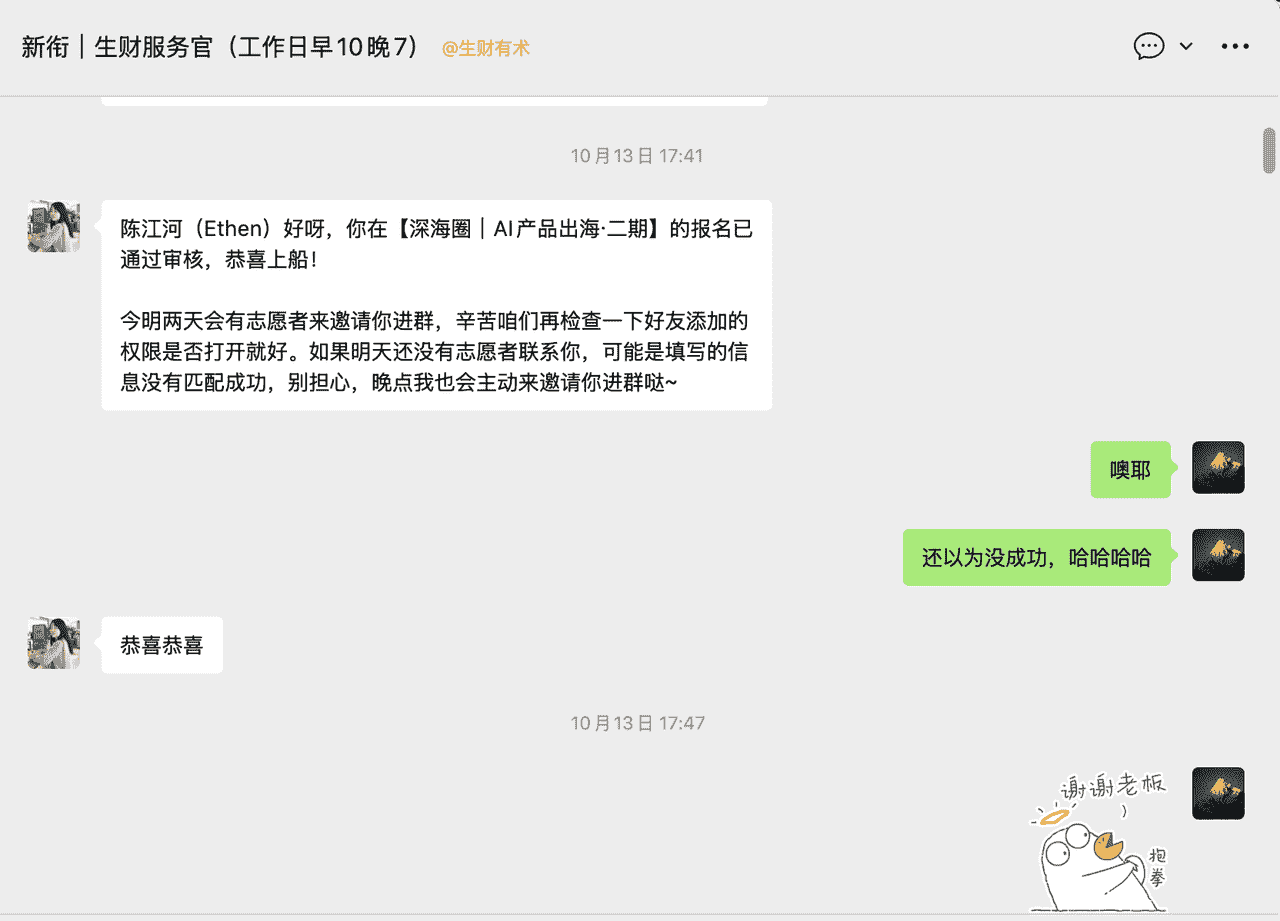 新衔｜生财服务官（工作日早10晚7） @生财有术
10月13日 17:41
陈江河（Ethen）好呀，你在【深海圈｜AI产品出海·二期】的报名已
通过审核，恭喜上船！
今明两天会有志愿者来邀请你进群，辛苦咱们再检查一下好友添加的
权限是否打开就好。如果明天还没有志愿者联系你，可能是填写的信
息没有匹配成功，别担心，晚点我也会主动来邀请你进群哒~
噢耶
还以为没成功，哈哈哈哈
恭喜恭喜
10月13日 17:47
谢谢老板
抱拳